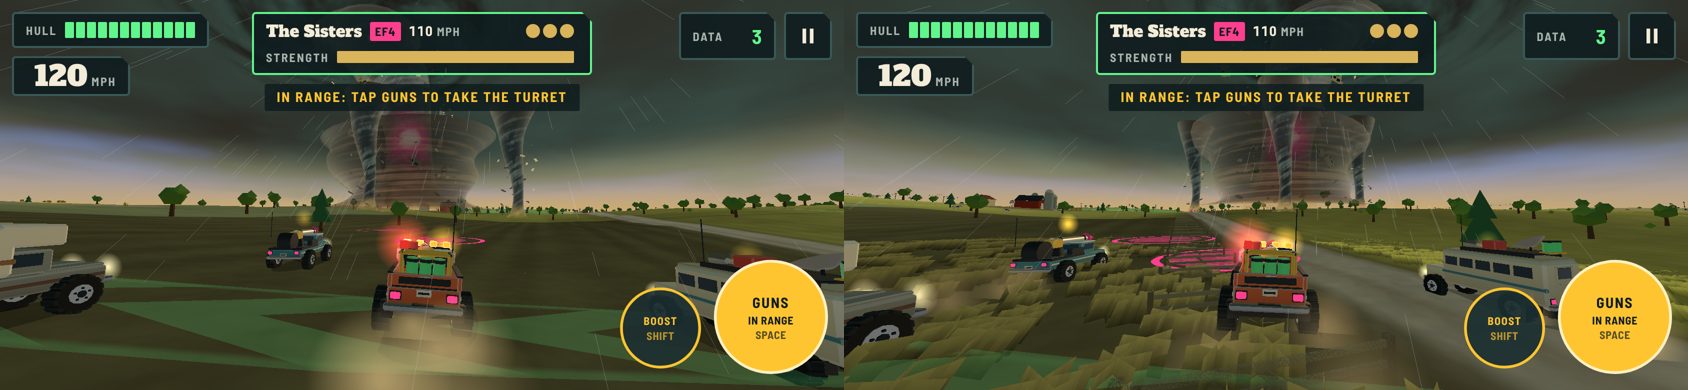 HULL
The Sisters EF4 110 MPH
STRENGTH
DATA 3
120 MPH
IN RANGE: TAP GUNS TO TAKE THE TURRET
BOOST
SHIFT
GUNS
IN RANGE
SPACE
HULL
The Sisters EF4 110 MPH
STRENGTH
DATA 3
120 MPH
IN RANGE: TAP GUNS TO TAKE THE TURRET
BOOST
SHIFT
GUNS
IN RANGE
SPACE